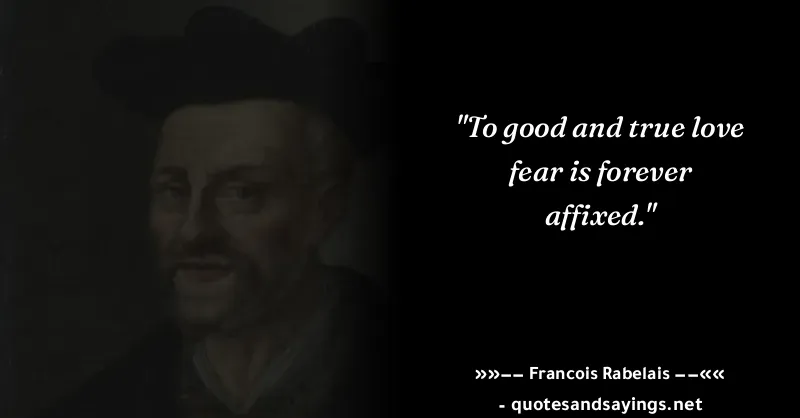 "To good and true love
fear is forever
affixed."
»»–– Francois Rabelais ––««
- quotesandsayings.net